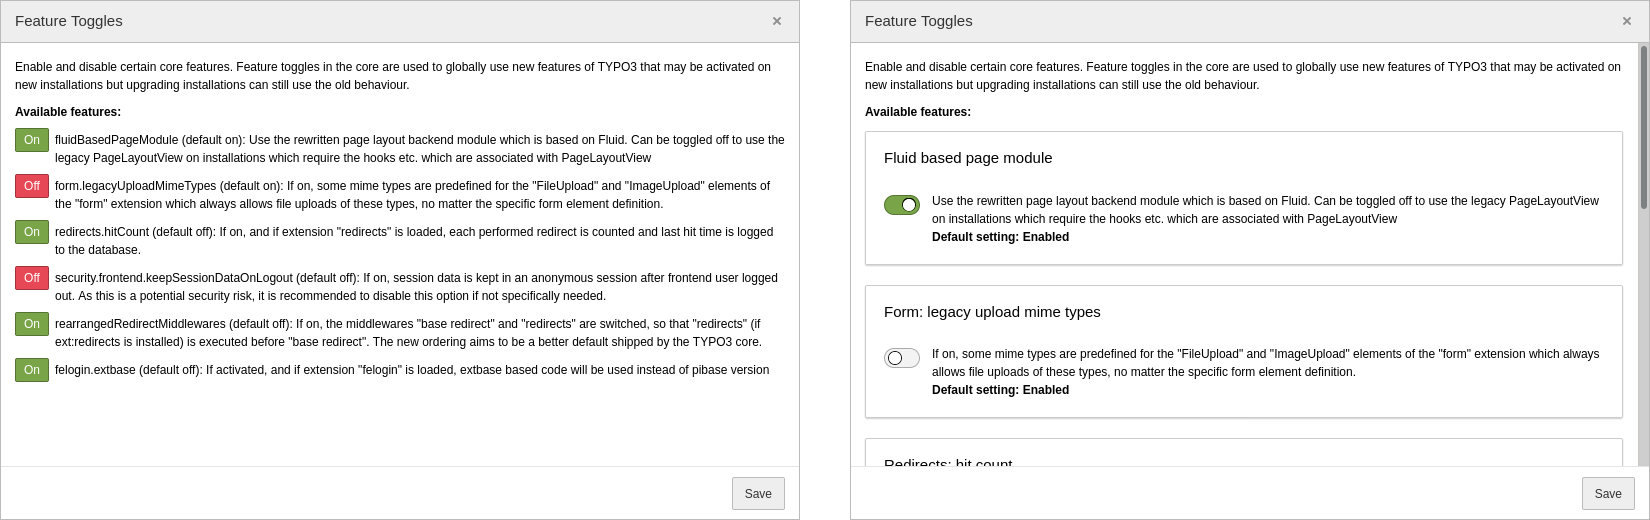 Feature Toggles ×
Enable and disable certain core features. Feature toggles in the core are used to globally use new features of TYPO3 that may be activated on
new installations but upgrading installations can still use the old behaviour.
Available features:
On fluidBasedPageModule (default on): Use the rewritten page layout backend module which is based on Fluid. Can be toggled off to use the
legacy PageLayoutView on installations which require the hooks etc. which are associated with PageLayoutView
Off form.legacyUploadMimeTypes (default on): If on, some mime types are predefined for the "FileUpload" and "ImageUpload" elements of
the "form" extension which always allows file uploads of these types, no matter the specific form element definition.
On redirects.hitCount (default off): If on, and if extension "redirects" is loaded, each performed redirect is counted and last hit time is logged
to the database.
Off security.frontend.keepSessionDataOnLogout (default off): If on, session data is kept in an anonymous session after frontend user logged
out. As this is a potential security risk, it is recommended to disable this option if not specifically needed.
On rearrangedRedirectMiddlewares (default off): If on, the middlewares "base redirect" and "redirects" are switched, so that "redirects" (if
ext:redirects is installed) is executed before "base redirect". The new ordering aims to be a better default shipped by the TYPO3 core.
On felogin.extbase (default off): If activated, and if extension "felogin" is loaded, extbase based code will be used instead of pibase version
Save
Feature Toggles ×
Enable and disable certain core features. Feature toggles in the core are used to globally use new features of TYPO3 that may be activated on
new installations but upgrading installations can still use the old behaviour.
Available features:
Fluid based page module
Use the rewritten page layout backend module which is based on Fluid. Can be toggled off to use the legacy PageLayoutView
on installations which require the hooks etc. which are associated with PageLayoutView
Default setting: Enabled
Form: legacy upload mime types
If on, some mime types are predefined for the "FileUpload" and "ImageUpload" elements of the "form" extension which always
allows file uploads of these types, no matter the specific form element definition.
Default setting: Enabled
Redirects: hit count
Save